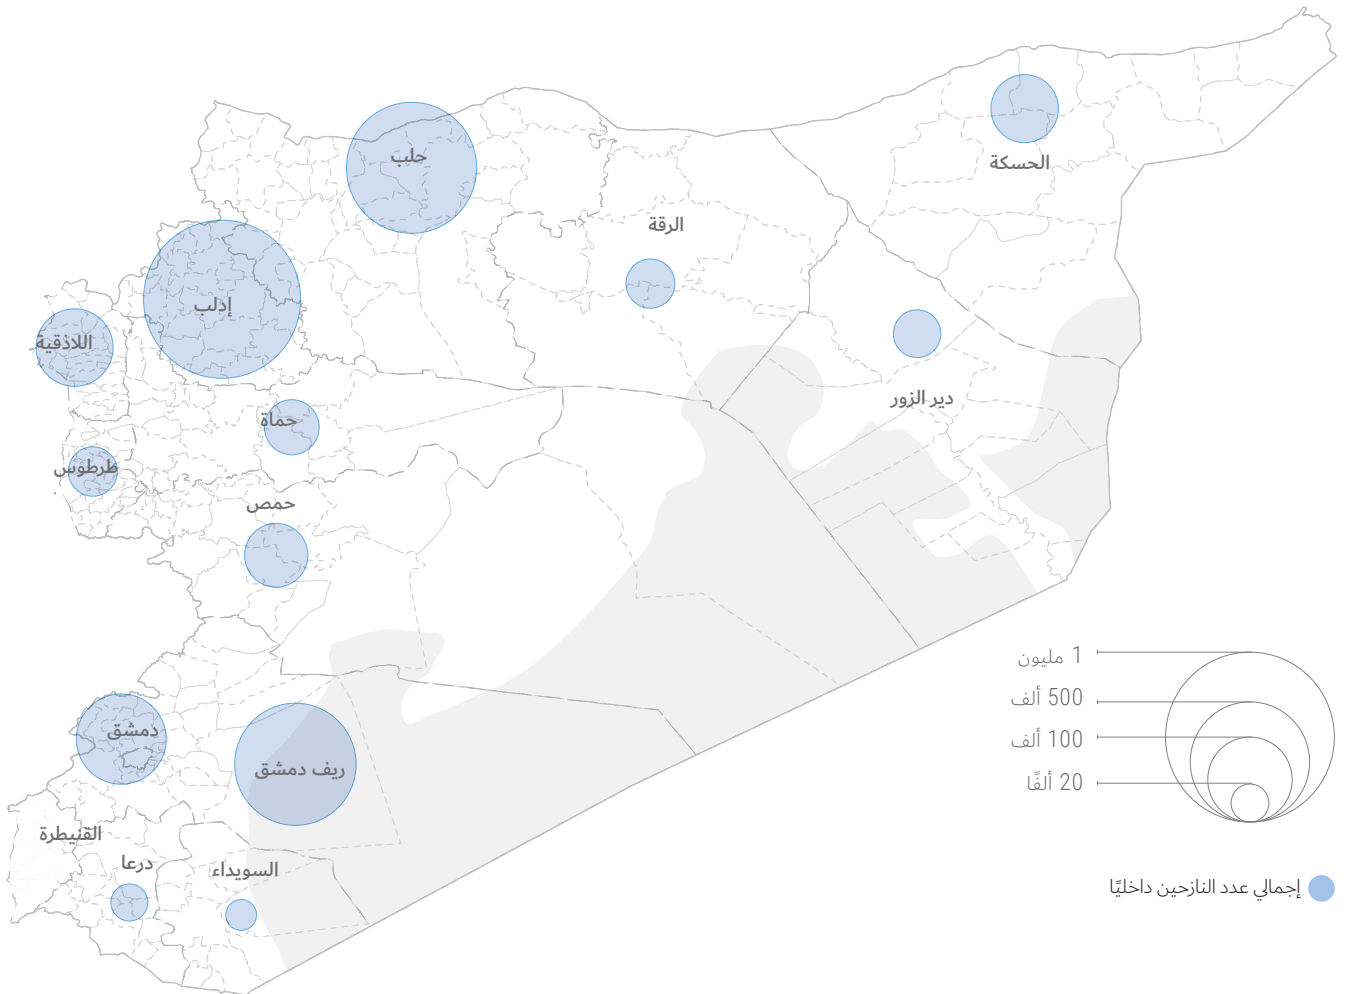 حلب
الحسكة
الرقة
إدلب
اللاذقية
دير الزور
حماة
طرطوس
حمص
1 مليون
500 ألف
100 ألف
20 ألفًا
دمشق
ريف دمشق
القنيطرة
درعا
السويداء
إجمالي عدد النازحين داخليًا